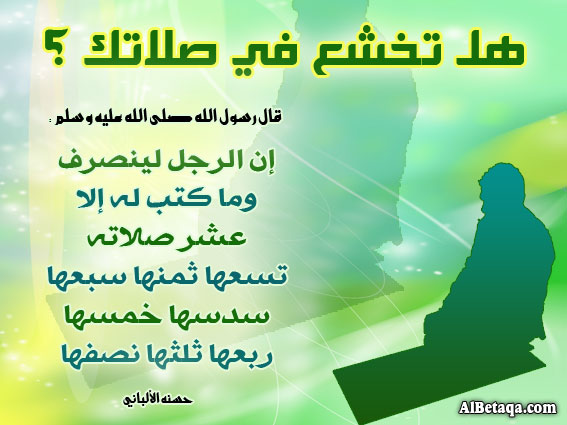 هل تخشع في صلاتك ؟
قال رسول الله صلى الله عليه وسلم :
إن الرجل لينصرف
وما كتب له إلا
عشر صلاته
تسعها ثمنها سبعها
سدسها خمسها
ربعها ثلثها نصفها
حسنه الألباني
AlBetaqa.com